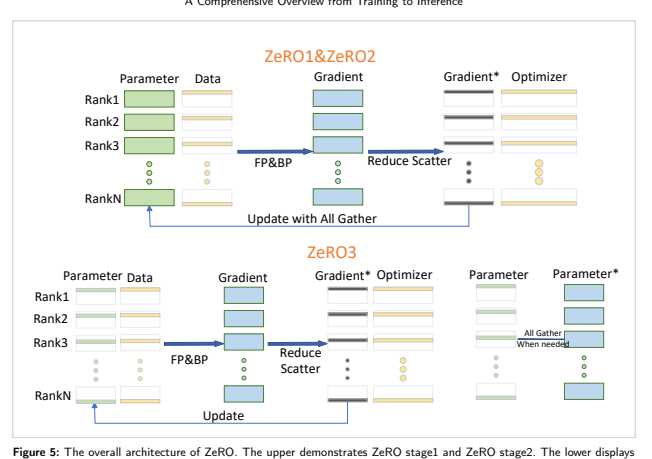 A Comprehensive Overview from Training to Inference
ZeRO1&ZeRO2
Parameter Data Gradient Gradient* Optimizer
Rank1
Rank2
Rank3
FP&BP
Reduce Scatter
RankN
Update with All Gather
ZeRO3
Parameter Data Gradient Gradient* Optimizer Parameter Parameter*
Rank1
Rank2
Rank3
FP&BP
Reduce
Scatter
All Gather
When needed
RankN
Update
Figure 5: The overall architecture of ZeRO. The upper demonstrates ZeRO stage1 and ZeRO stage2. The lower displays